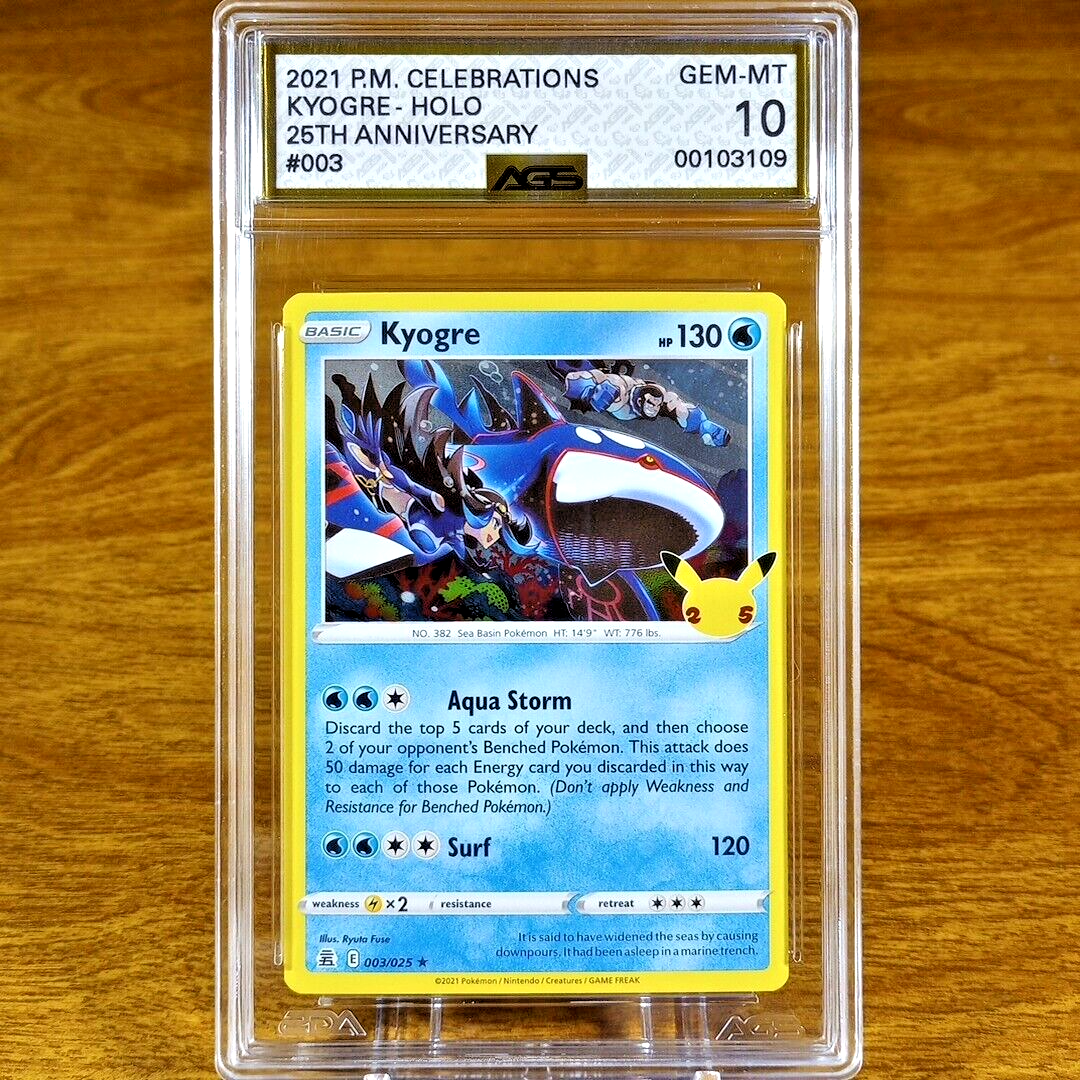 2021 P.M. CELEBRATIONS
GEM-MT
KYOGRE - HOLO
10
25TH ANNIVERSARY
#003
00103109
AGS
BASIC
Kyogre
HP 130
25
NO. 382 Sea Basin Pokémon HT: 14'9" WT: 776 lbs.
Aqua Storm
Discard the top 5 cards of your deck, and then choose
2 of your opponent's Benched Pokémon. This attack does
50 damage for each Energy card you discarded in this way
to each of those Pokémon. (Don't apply Weakness and
Resistance for Benched Pokémon.)
Surf 120
weakness ×2 resistance retreat
Illus. Ryuta Fuse
It is said to have widened the seas by causing
downpours. It had been asleep in a marine trench.
E 003/025 ★
©2021 Pokémon / Nintendo / Creatures / GAME FREAK
AGS